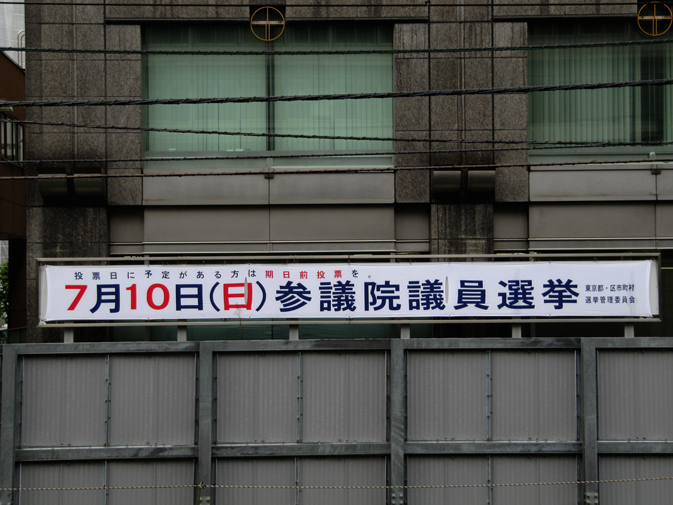 投票日に予定がある方は期日前投票を。
7月10日(日)参議院議員選挙
東京都・区市町村
選挙管理委員会